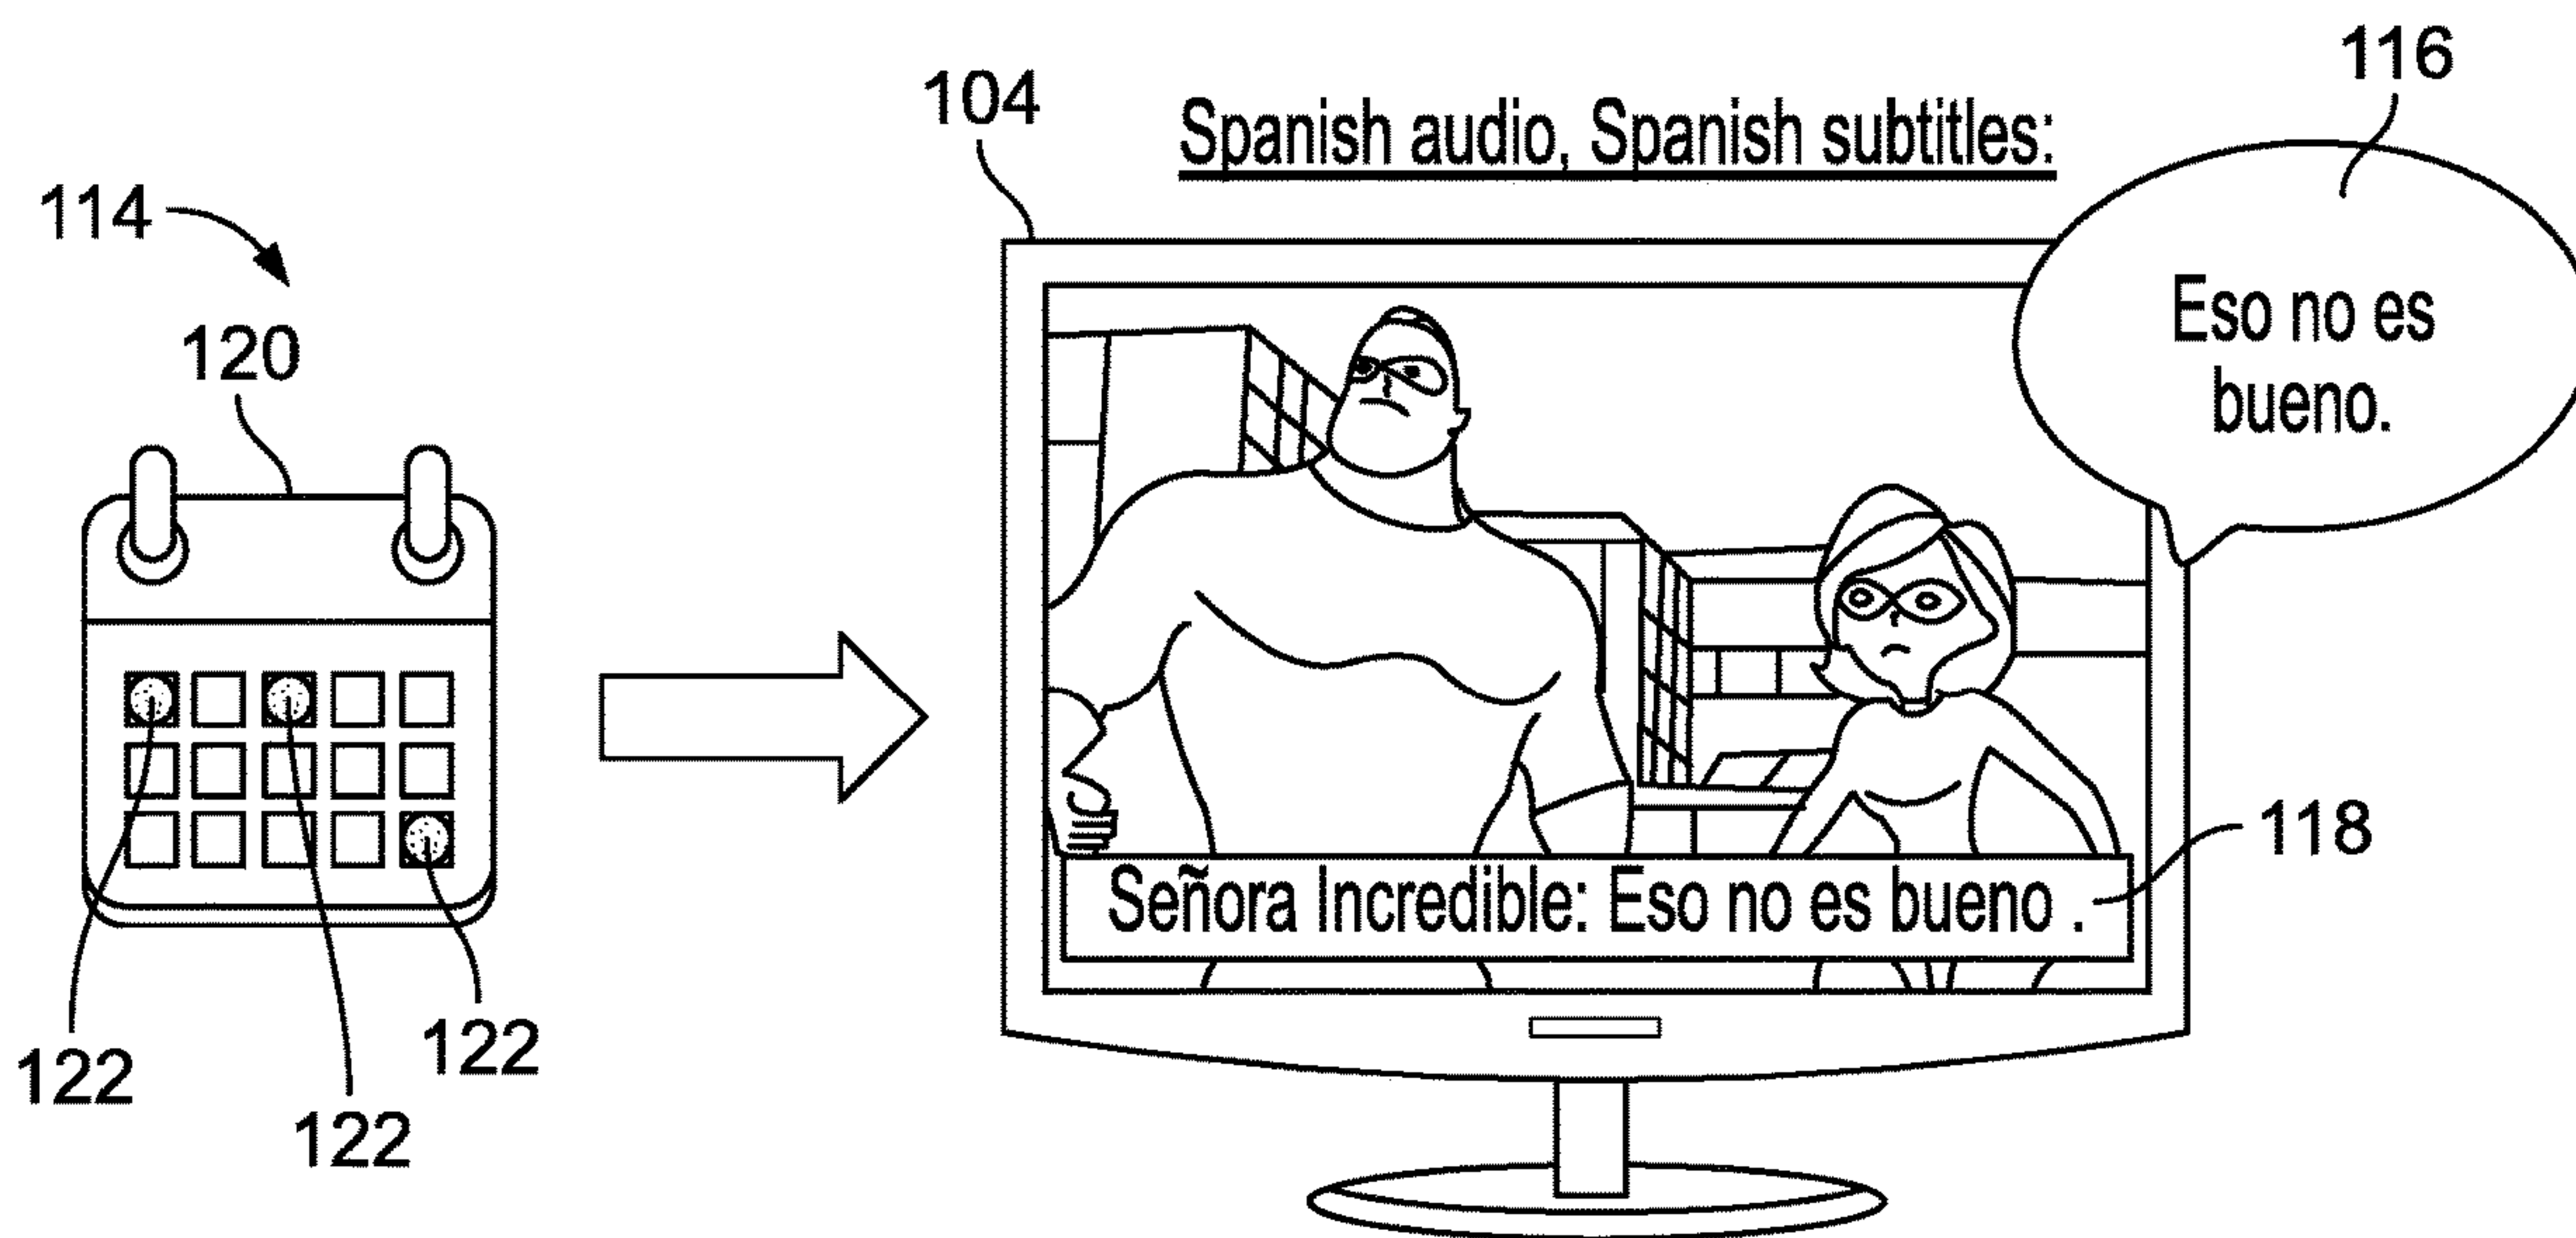 116
104
Spanish audio, Spanish subtitles:
114
120
Eso no es
bueno.
118
Señora Incredible: Eso no es bueno .
122
122
122